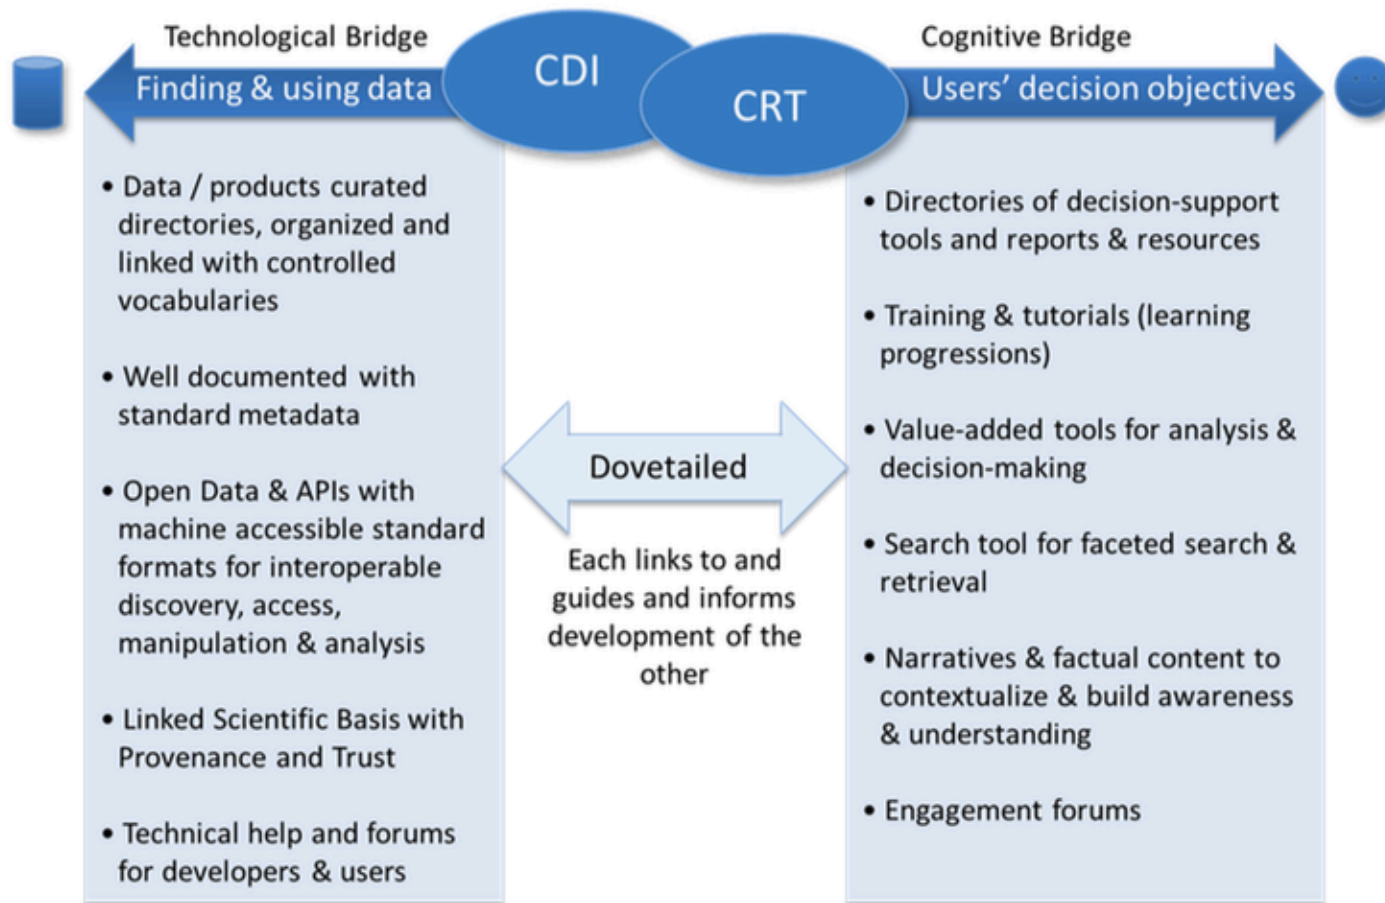 Technological Bridge
Finding & using data
CDI
CRT
Cognitive Bridge
Users' decision objectives
• Data / products curated
directories, organized and
linked with controlled
vocabularies
• Well documented with
standard metadata
• Open Data & APIs with
machine accessible standard
formats for interoperable
discovery, access,
manipulation & analysis
• Linked Scientific Basis with
Provenance and Trust
• Technical help and forums
for developers & users
Dovetailed
Each links to and
guides and informs
development of the
other
• Directories of decision-support
tools and reports & resources
• Training & tutorials (learning
progressions)
• Value-added tools for analysis &
decision-making
• Search tool for faceted search &
retrieval
• Narratives & factual content to
contextualize & build awareness
& understanding
• Engagement forums